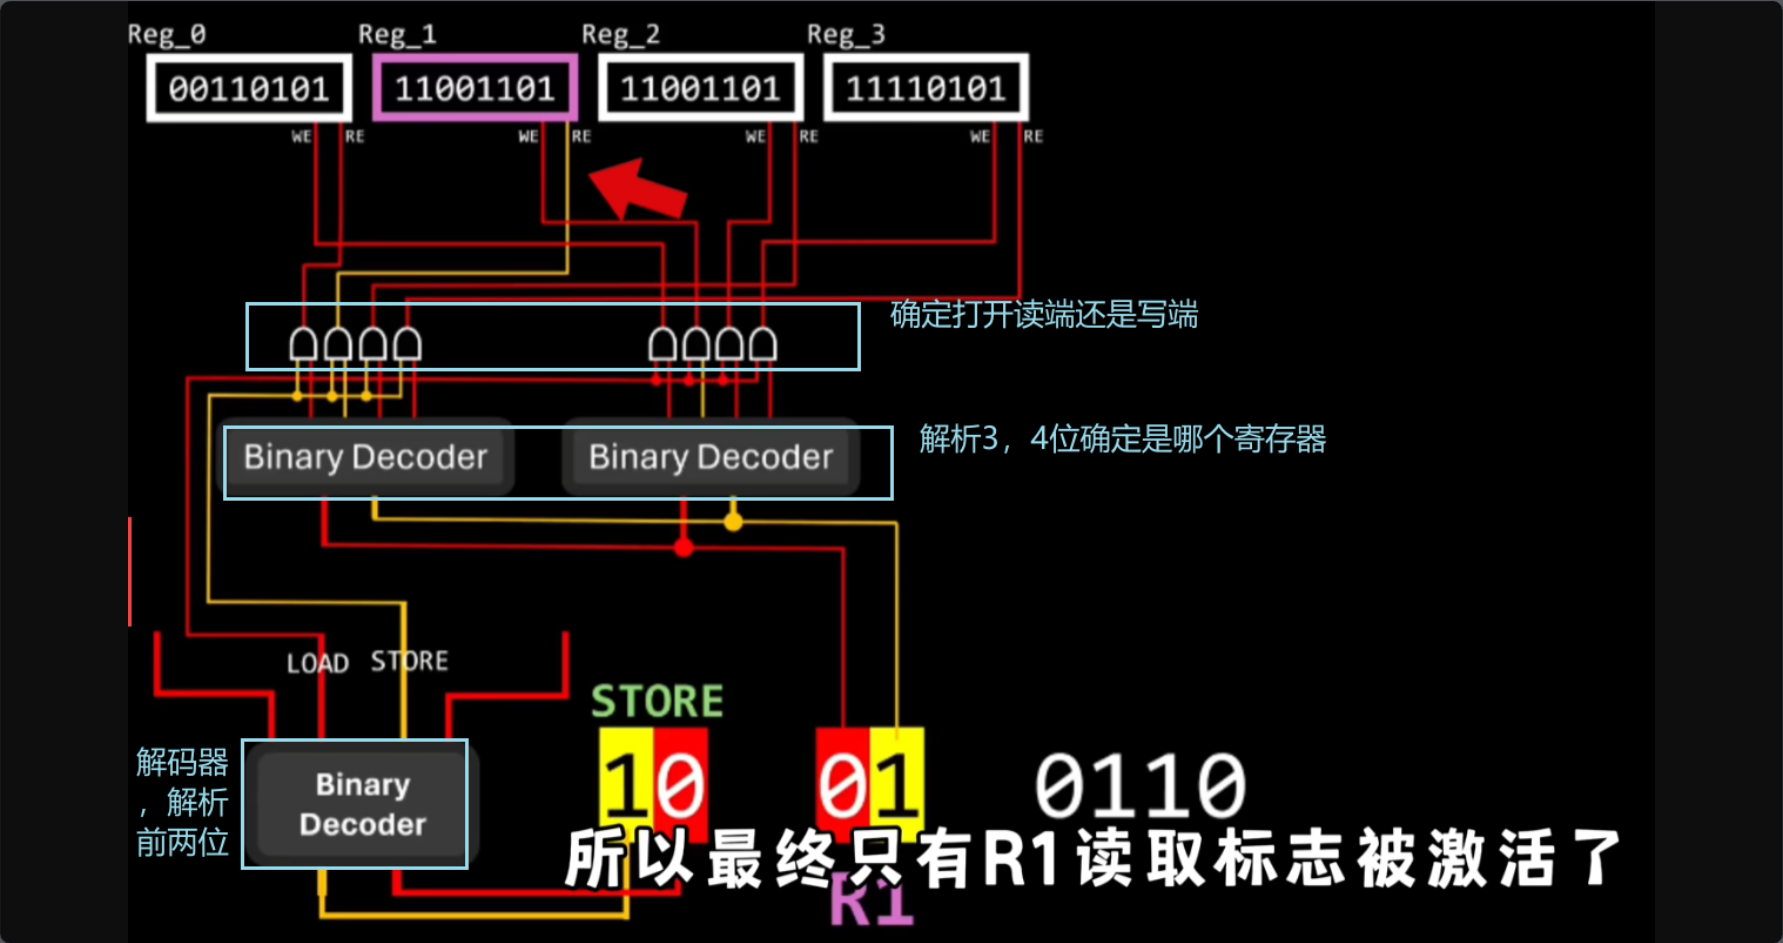 Reg_0 Reg_1 Reg_2 Reg_3
00110101 11001101 11001101 11110101
WE RE WE RE WE RE WE RE
确定打开读端还是写端
Binary Decoder Binary Decoder
解析3，4位确定是哪个寄存器
LOAD STORE
STORE
解码器
，解析
前两位
Binary
Decoder
10 01 0110
所以最终只有R1读取标志被激活了
R1